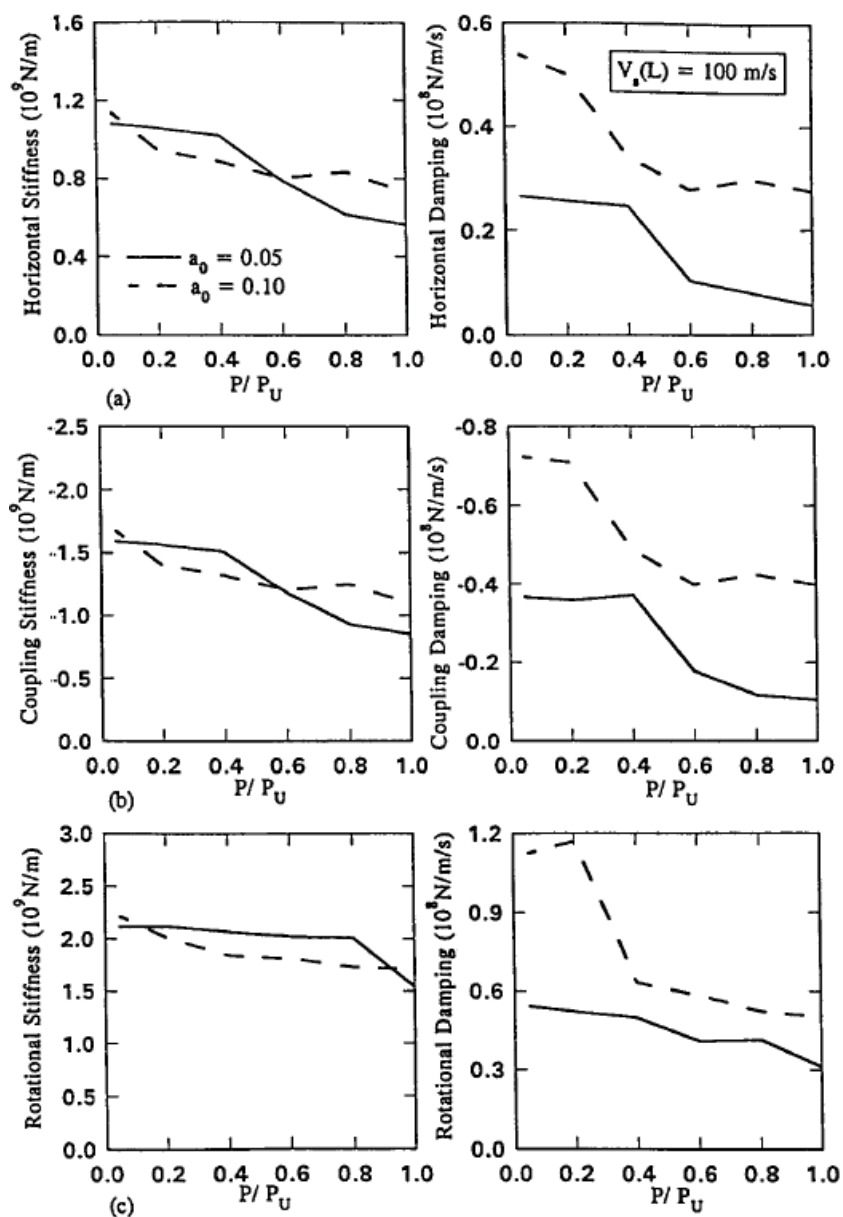 1.6
1.2
0.8
0.4
0.0
Horizontal Stiffness (10⁹N/m)
a₀ = 0.05
a₀ = 0.10
0.0 0.2 0.4 0.6 0.8 1.0
P/ P_U
(a)
0.6
0.4
0.2
0.0
Horizontal Damping (10⁸N/m/s)
Vₛ(L) = 100 m/s
0.0 0.2 0.4 0.6 0.8 1.0
P/ P_U
-2.5
-2.0
-1.5
-1.0
-0.5
0.0
Coupling Stiffness (10⁹N/m)
0.0 0.2 0.4 0.6 0.8 1.0
P/ P_U
(b)
-0.8
-0.6
-0.4
-0.2
0.0
Coupling Damping (10⁸N/m/s)
0.0 0.2 0.4 0.6 0.8 1.0
P/ P_U
3.0
2.5
2.0
1.5
1.0
0.5
0.0
Rotational Stiffness (10⁹N/m)
0.0 0.2 0.4 0.6 0.8 1.0
P/ P_U
(c)
1.2
0.9
0.6
0.3
0.0
Rotational Damping (10⁸N/m/s)
0.0 0.2 0.4 0.6 0.8 1.0
P/ P_U